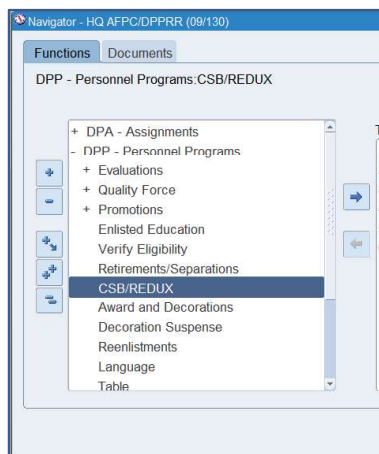 Navigator - HQ AFPC/DPPRR (09/130)
Functions Documents
DPP - Personnel Programs:CSB/REDUX
+ DPA - Assignments
- DPP - Personnel Programs
+ Evaluations
+ Quality Force
+ Promotions
Enlisted Education
Verify Eligibility
Retirements/Separations
CSB/REDUX
Award and Decorations
Decoration Suspense
Reenlistments
Language
Table